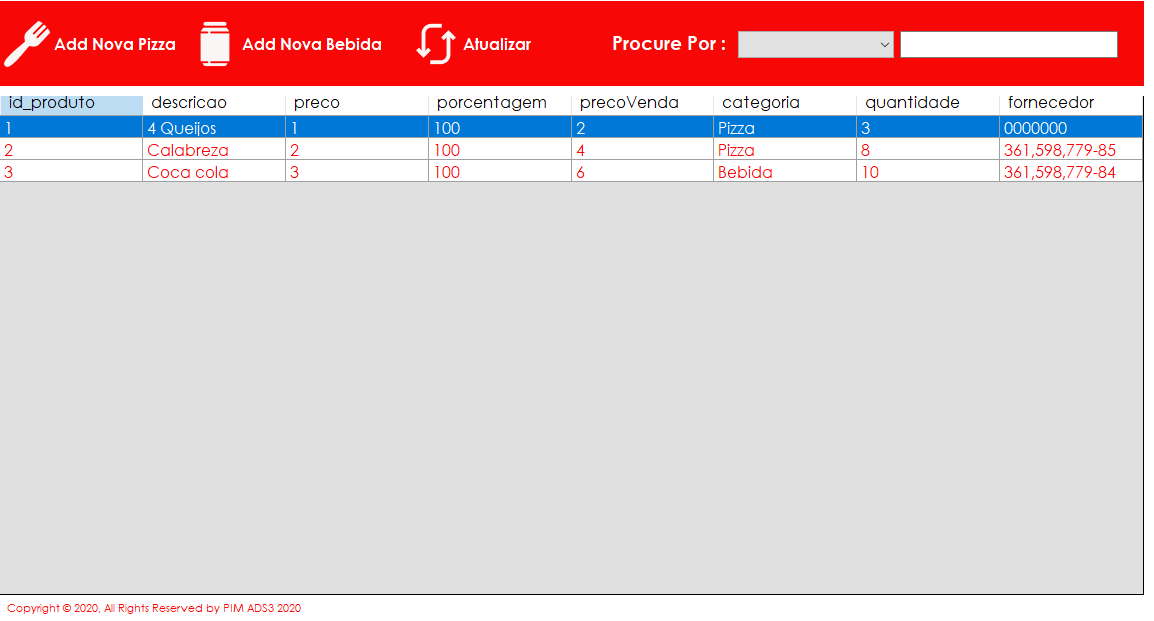 Add Nova Pizza Add Nova Bebida Atualizar Procure Por :
id_produto descricao preco porcentagem precoVenda categoria quantidade fornecedor
1 4 Queijos 1 100 2 Pizza 3 0000000
2 Calabreza 2 100 4 Pizza 8 361,598,779-85
3 Coca cola 3 100 6 Bebida 10 361,598,779-84
Copyright © 2020, All Rights Reserved by PIM ADS3 2020